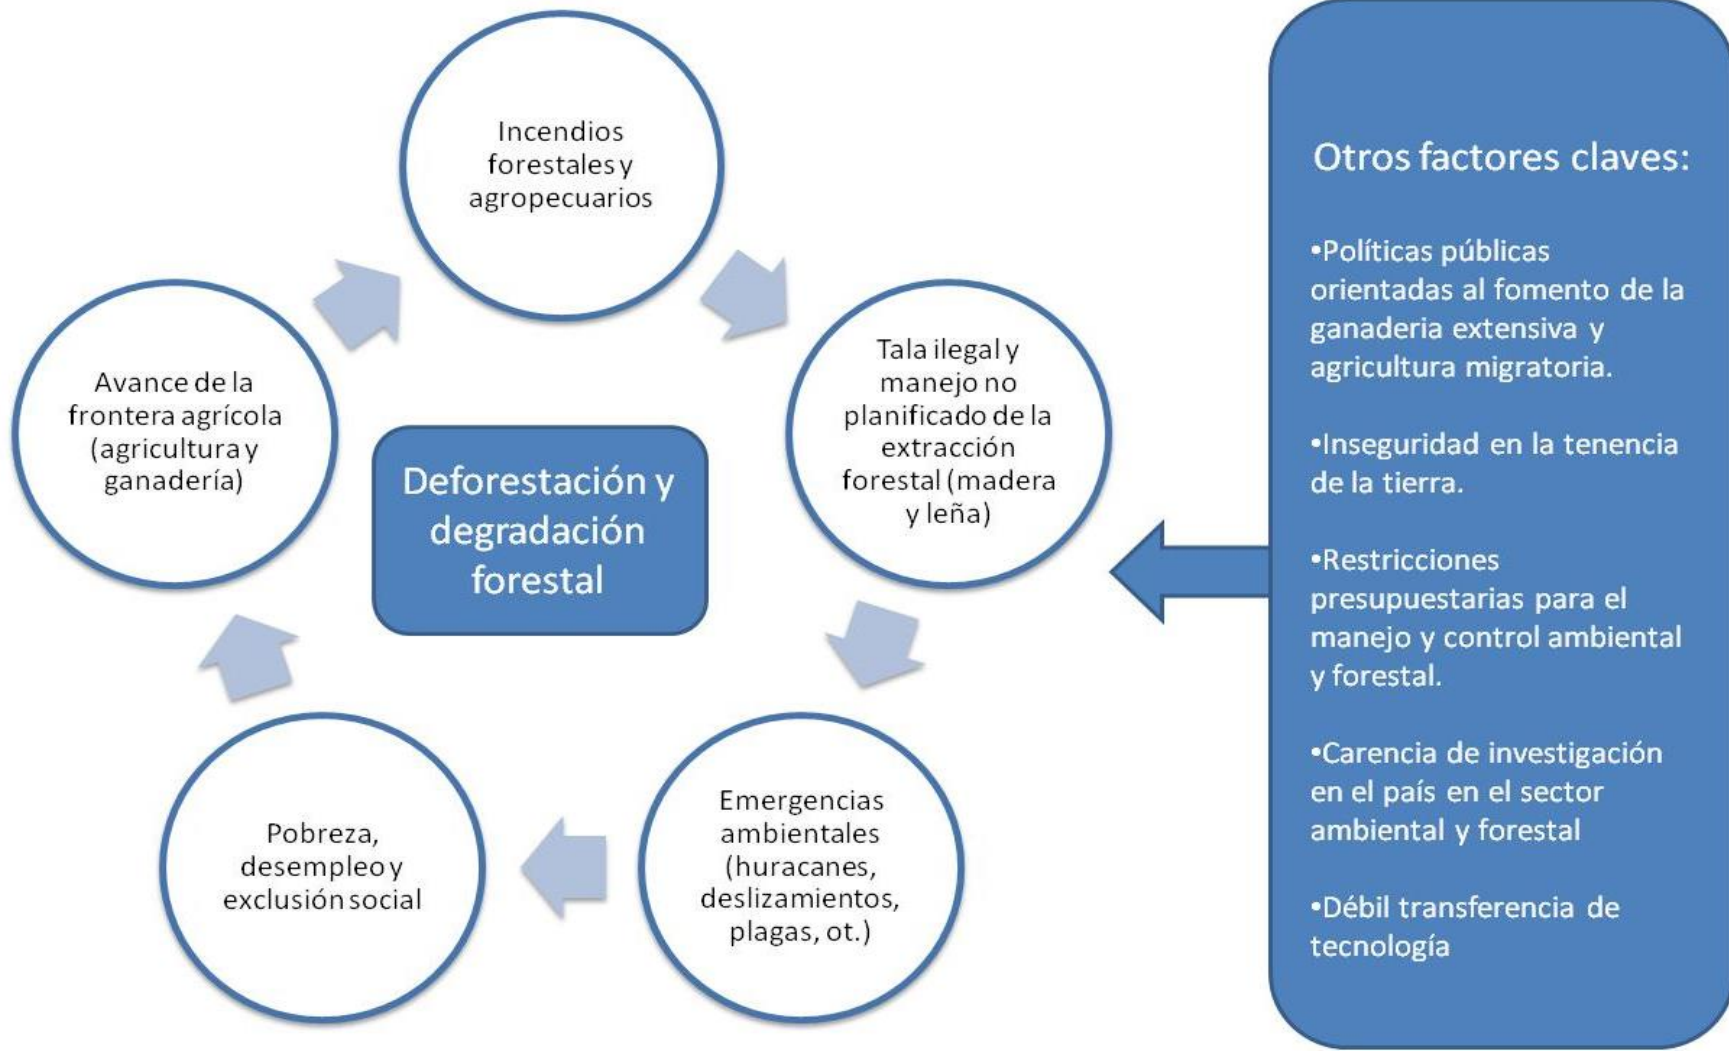 Incendios
forestales y
agropecuarios
Tala ilegal y
manejo no
planificado de la
extracción
forestal (madera
y leña)
Emergencias
ambientales
(huracanes,
deslizamientos,
plagas, ot.)
Pobreza,
desempleo y
exclusión social
Avance de la
frontera agrícola
(agricultura y
ganadería)
Deforestación y
degradación
forestal
Otros factores claves:
•Políticas públicas
orientadas al fomento de la
ganaderia extensiva y
agricultura migratoria.
•Inseguridad en la tenencia
de la tierra.
•Restricciones
presupuestarias para el
manejo y control ambiental
y forestal.
•Carencia de investigación
en el país en el sector
ambiental y forestal
•Débil transferencia de
tecnología